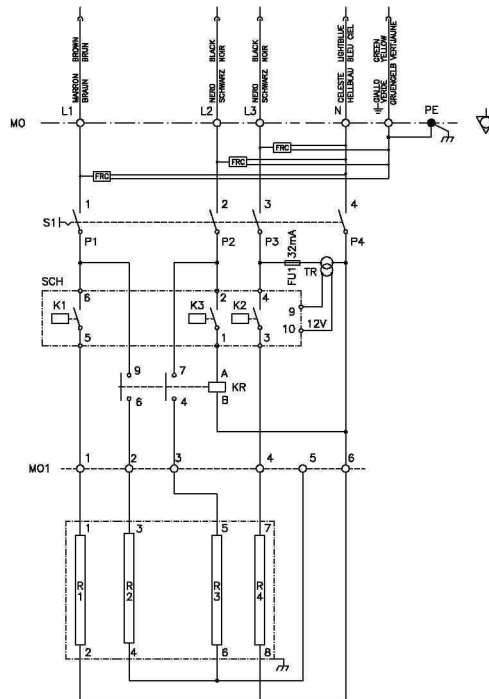 MARRON BROWN
BRAUN BRUN
NERO BLACK
SCHWARZ NOIR
NERO BLACK
SCHWARZ NOIR
CELESTE LIGHTBLUE
HELLBLAU BLEU CIEL
GIALLO GREEN
VERDE YELLOW
GRUENGELB VERTJAUNE
L1 L2 L3 N PE
MO
FRC
FRC
FRC
1 2 3 4
S1
P1 P2 P3 P4
FU1 32mA
TR
SCH
6 2 4
9
K1 K3 K2
10 12V
5 1 3
9 7 A
KR
6 4 B
1 2 3 4 5 6
MO1
1 3 5 7
R1 R2 R3 R4
2 4 6 8